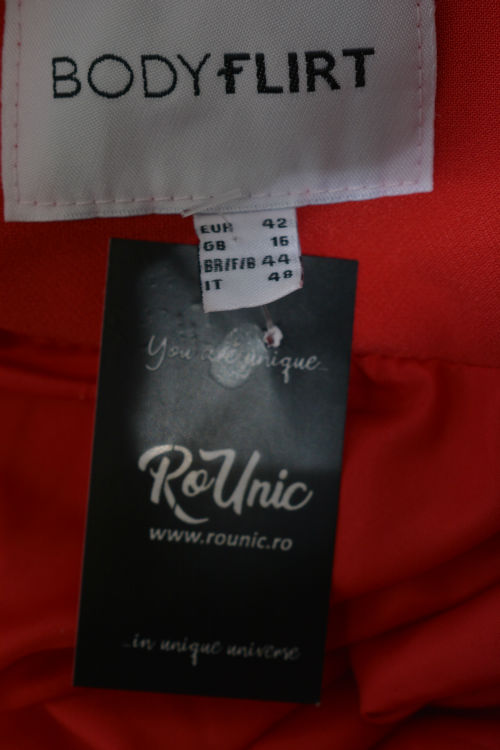 BODYFLIRT
EUR 42
GB 16
BR/F/B 44
IT 48
You are unique...
RoUnic
www.rounic.ro
...in unique universe